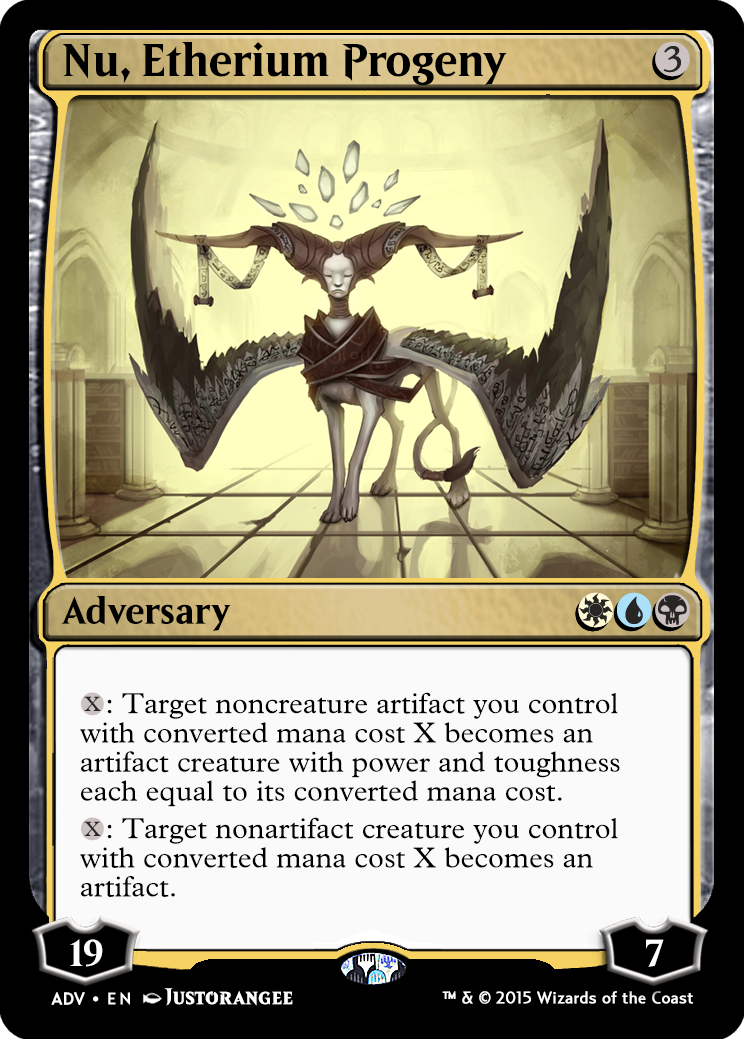 Nu, Etherium Progeny 3
Adversary
X: Target noncreature artifact you control
with converted mana cost X becomes an
artifact creature with power and toughness
each equal to its converted mana cost.
X: Target nonartifact creature you control
with converted mana cost X becomes an
artifact.
19
7
ADV • EN JUSTORANGEE
™ & © 2015 Wizards of the Coast